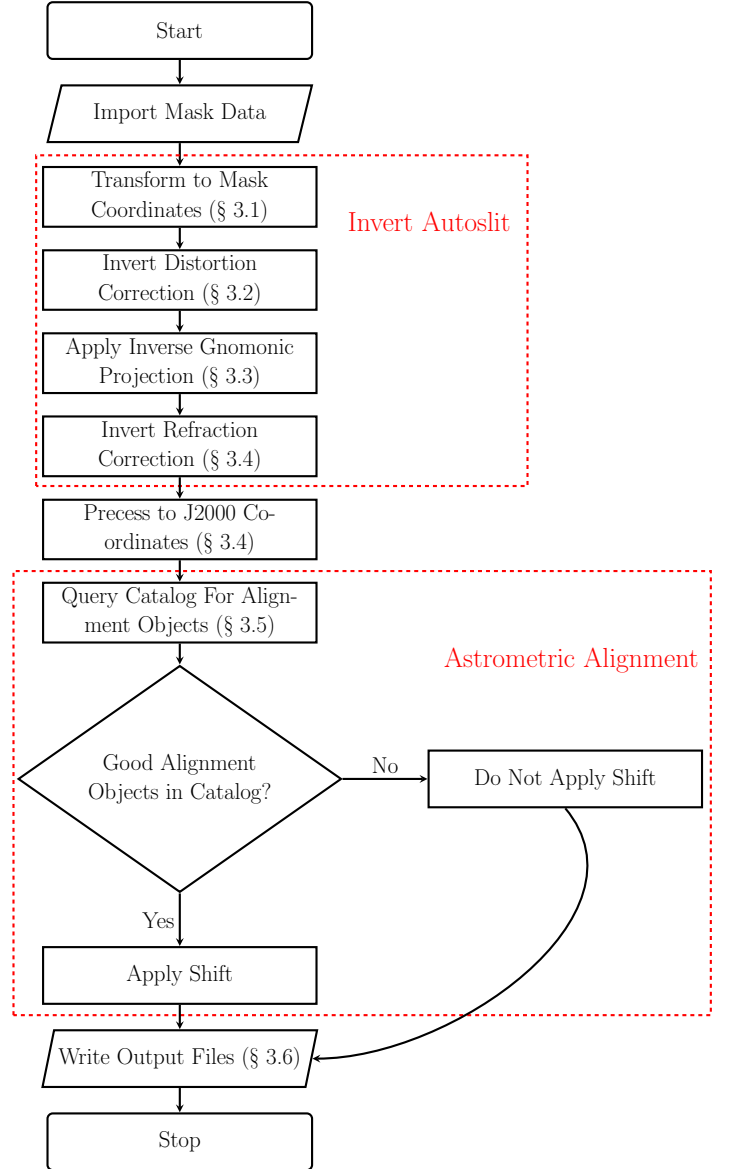 Start
Import Mask Data
Transform to Mask
Coordinates (§ 3.1)
Invert Autoslit
Invert Distortion
Correction (§ 3.2)
Apply Inverse Gnomonic
Projection (§ 3.3)
Invert Refraction
Correction (§ 3.4)
Precess to J2000 Co-
ordinates (§ 3.4)
Query Catalog For Align-
ment Objects (§ 3.5)
Astrometric Alignment
Good Alignment
Objects in Catalog?
No
Do Not Apply Shift
Yes
Apply Shift
Write Output Files (§ 3.6)
Stop